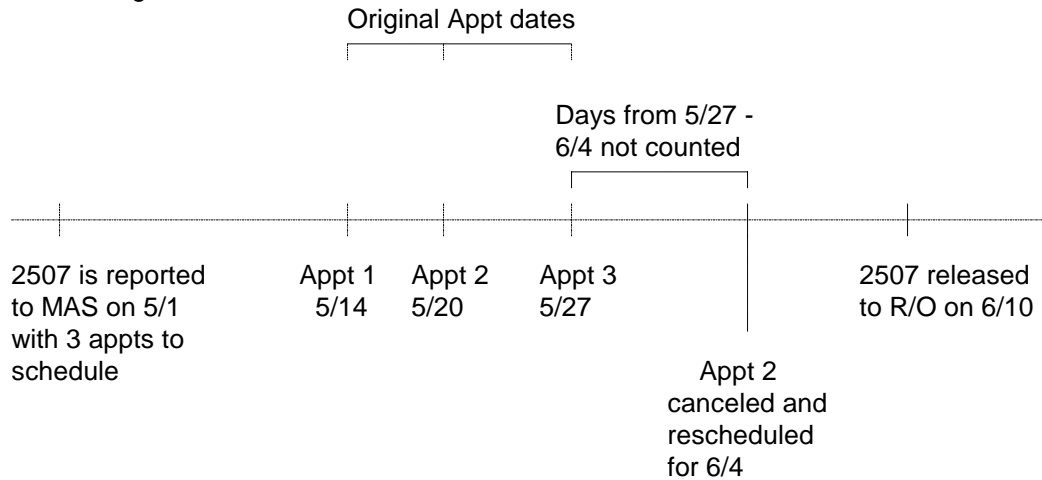 Original Appt dates
Days from 5/27 -
6/4 not counted
2507 is reported
to MAS on 5/1
with 3 appts to
schedule
Appt 1
5/14
Appt 2
5/20
Appt 3
5/27
2507 released
to R/O on 6/10
Appt 2
canceled and
rescheduled
for 6/4